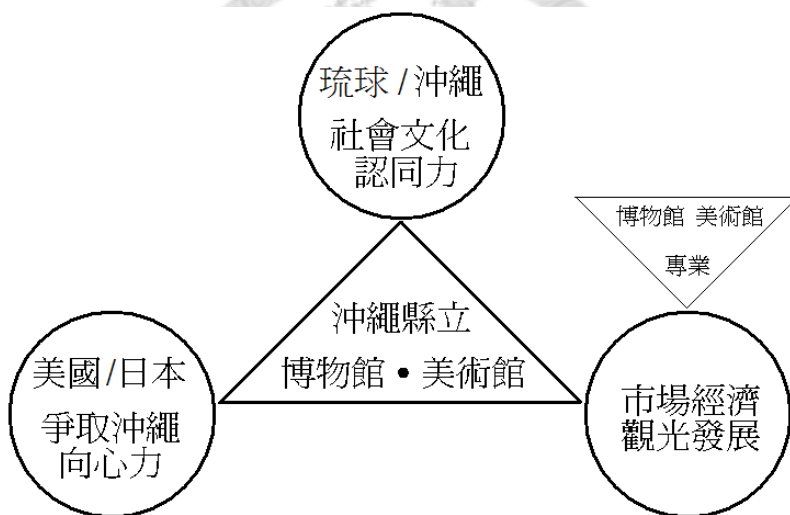 琉球 / 沖繩
社會文化
認同力
博物館 美術館
專業
沖繩縣立
博物館 • 美術館
美國/日本
爭取沖繩
向心力
市場經濟
觀光發展